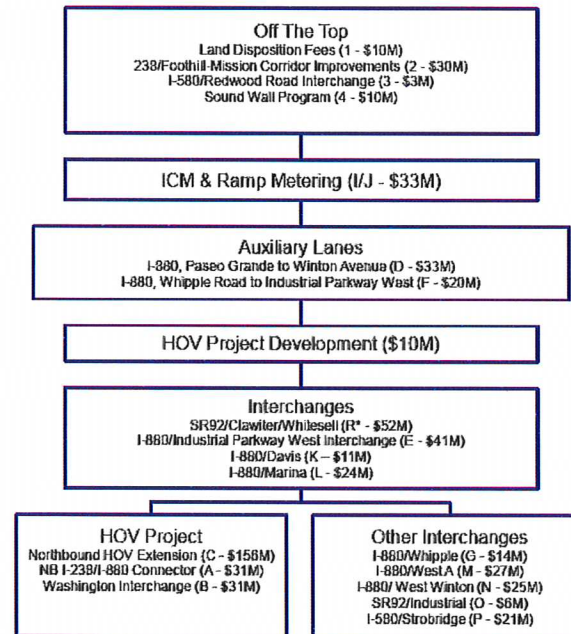 Off The Top
Land Disposition Fees (1 - $10M)
238/Foothill-Mission Corridor Improvements (2 - $30M)
I-580/Redwood Road Interchange (3 - $3M)
Sound Wall Program (4 - $10M)
ICM & Ramp Metering (I/J - $33M)
Auxiliary Lanes
I-880, Paseo Grande to Winton Avenue (D - $33M)
I-880, Whipple Road to Industrial Parkway West (F - $20M)
HOV Project Development ($10M)
Interchanges
SR92/Clawiter/Whitesell (R* - $52M)
I-880/Industrial Parkway West Interchange (E - $41M)
I-880/Davis (K – $11M)
I-880/Marina (L - $24M)
HOV Project
Northbound HOV Extension (C - $156M)
NB I-238/I-880 Connector (A - $31M)
Washington Interchange (B - $31M)
Other Interchanges
I-880/Whipple (G - $14M)
I-880/West A (M - $27M)
I-880/ West Winton (N - $25M)
SR92/Industrial (O - $6M)
I-580/Strobridge (P - $21M)